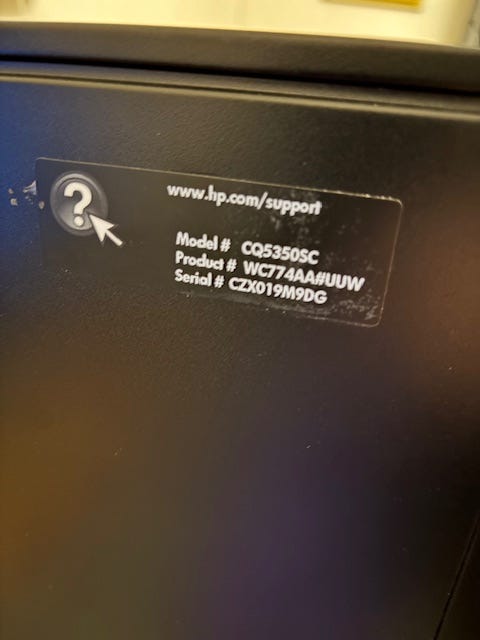 ?
www.hp.com/support
Model # CQ5350SC
Product # WC774AA#UUW
Serial # CZX019M9DG